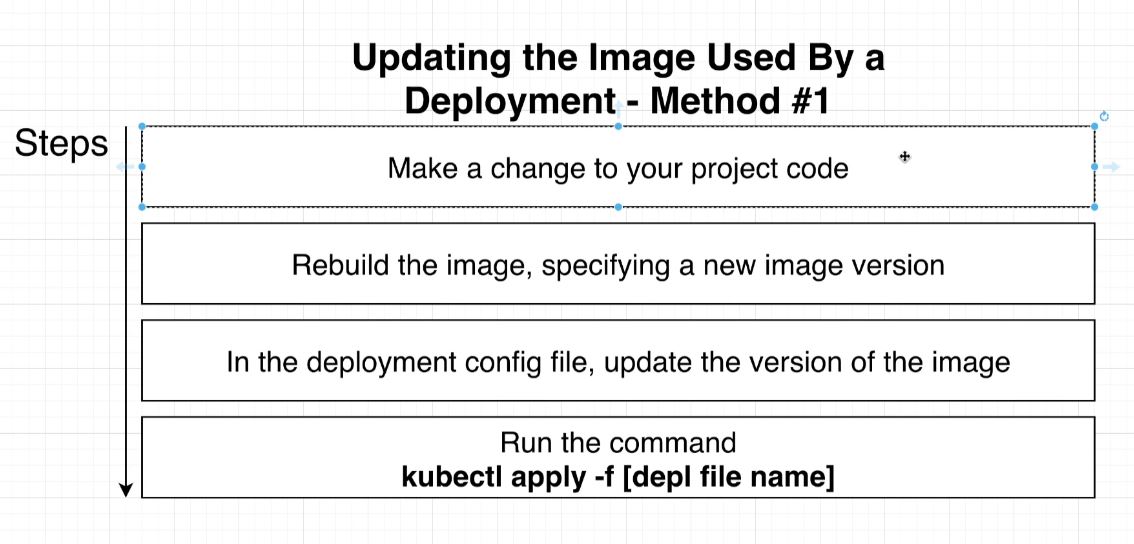 Updating the Image Used By a
Deployment - Method #1
Steps
Make a change to your project code
Rebuild the image, specifying a new image version
In the deployment config file, update the version of the image
Run the command
kubectl apply -f [depl file name]